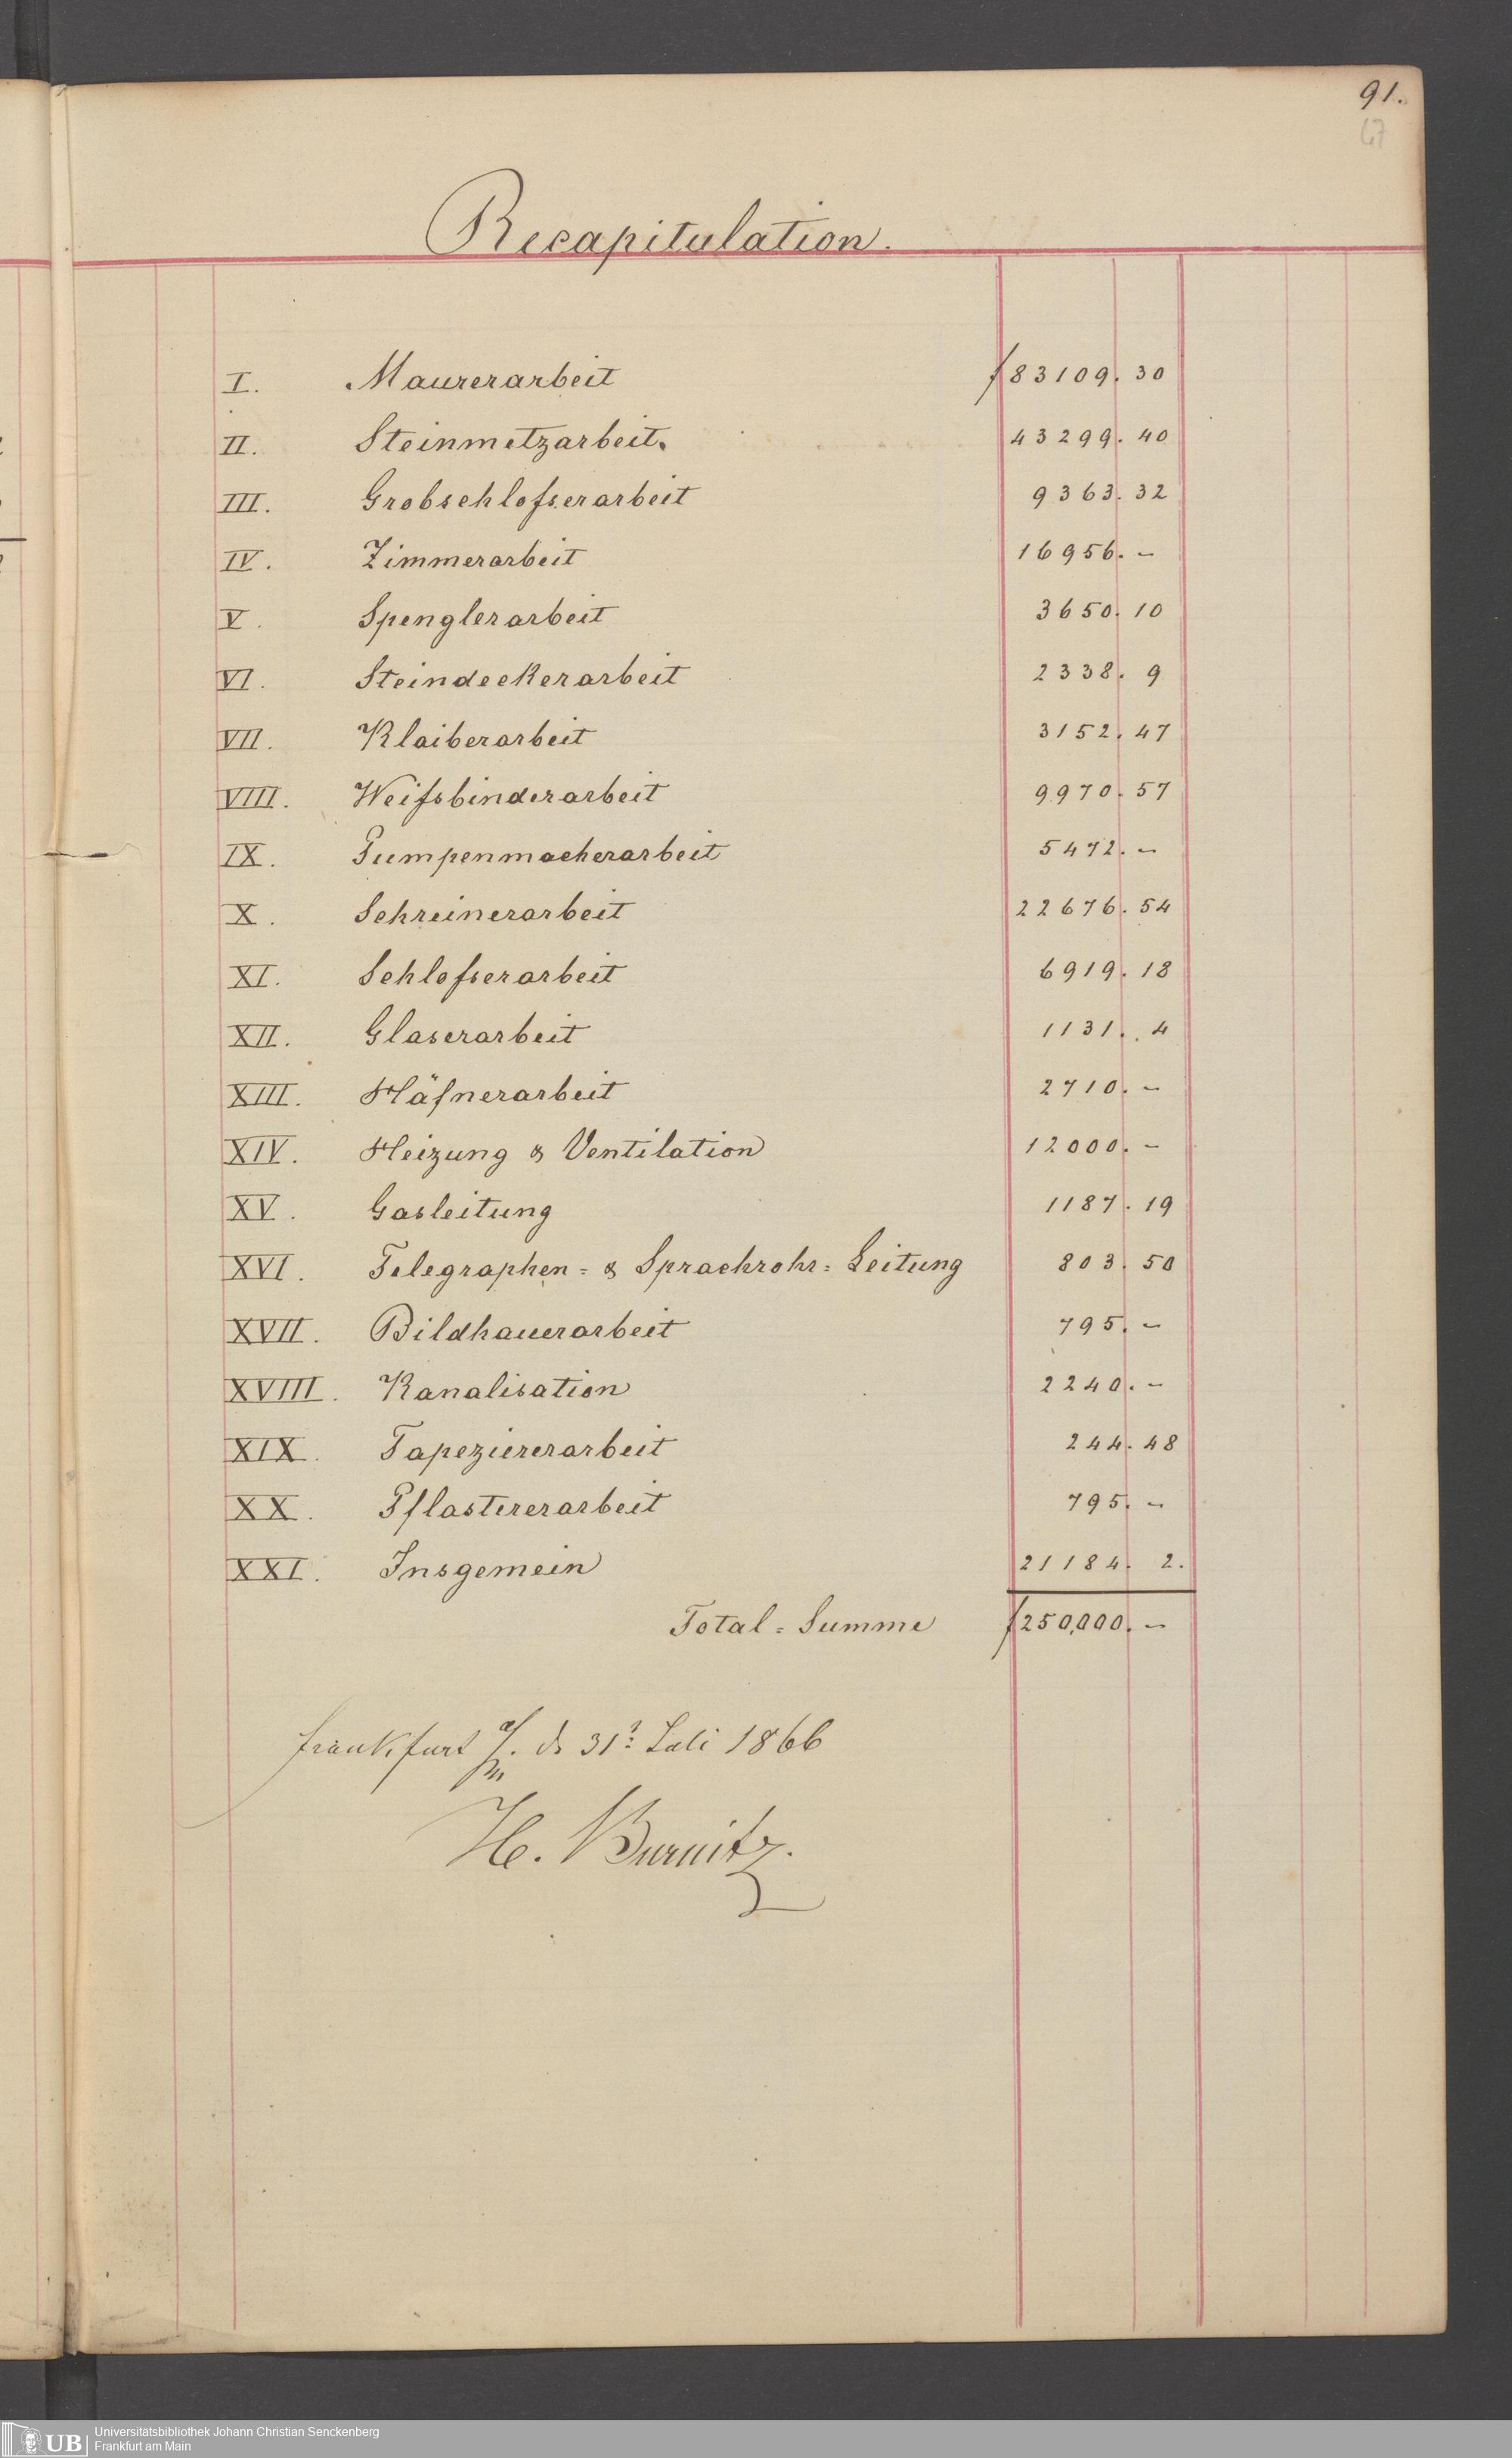 91.
67
Recapitulation.
I. Maurerarbeit f 83109. 30
II. Steinmetzarbeit. 43299. 40
III. Grobschloſserarbeit 9363. 32
IV. Zimmerarbeit 16956. –
V. Spenglerarbeit 3650. 10
VI. Steindeckerarbeit 2338. 9
VII. Klaiberarbeit 3152. 47
VIII. Weiſsbinderarbeit 9970. 57
IX. Pumpenmacherarbeit 5472. –
X. Schreinerarbeit 22676. 54
XI. Schloſserarbeit 6919. 18
XII. Glaserarbeit 1131. 4
XIII. Häfnerarbeit 2710. –
XIV. Heizung & Ventilation 12000. –
XV. Gasleitung 1187. 19
XVI. Telegraphen= & Sprachrohr=Leitung 803. 50
XVII. Bildhauerarbeit 795. –
XVIII. Kanalisation 2240. –
XIX. Tapeziererarbeit 244. 48
XX. Pflastererarbeit 795. –
XXI. Insgemein 21184. 2.
Total=Summe f 250,000. –
Frankfurt a/m. d. 31t Juli 1866
H. Burnitz.
UB Universitätsbibliothek Johann Christian Senckenberg
Frankfurt am Main